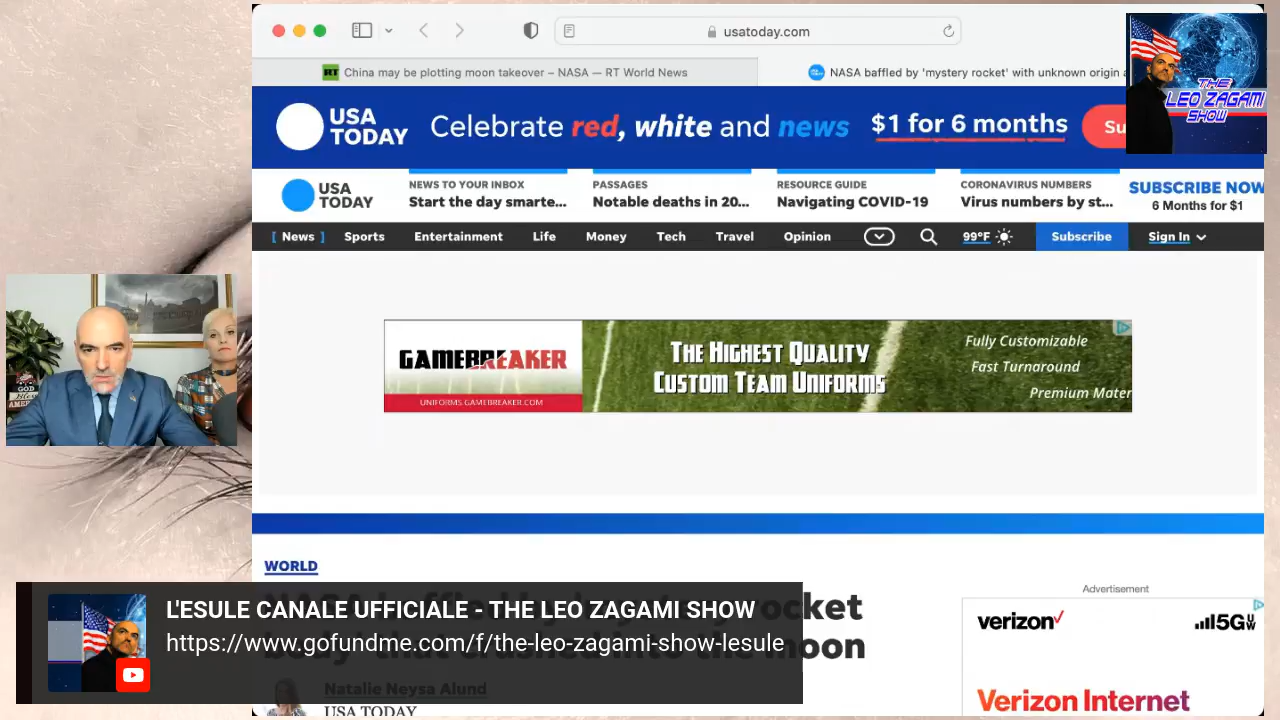 usatoday.com
RT China may be plotting moon takeover – NASA — RT World News
NASA baffled by 'mystery rocket' with unknown origin a
THE
LEO ZAGAMI
SHOW
USA
TODAY
Celebrate red, white and news
$1 for 6 months
Su
USA
TODAY
NEWS TO YOUR INBOX
Start the day smarte...
PASSAGES
Notable deaths in 20...
RESOURCE GUIDE
Navigating COVID-19
CORONAVIRUS NUMBERS
Virus numbers by st...
SUBSCRIBE NOW
6 Months for $1
[ News ] Sports Entertainment Life Money Tech Travel Opinion 99°F Subscribe Sign In
GAMEBREAKER
UNIFORMS.GAMEBREAKER.COM
THE HIGHEST QUALITY
CUSTOM TEAM UNIFORMS
Fully Customizable
Fast Turnaround
Premium Mater
GOD
WORLD
rocket
moon
Natalie Neysa Alund
USA TODAY
L'ESULE CANALE UFFICIALE - THE LEO ZAGAMI SHOW
https://www.gofundme.com/f/the-leo-zagami-show-lesule
Advertisement
verizon
5G UW
Verizon Internet